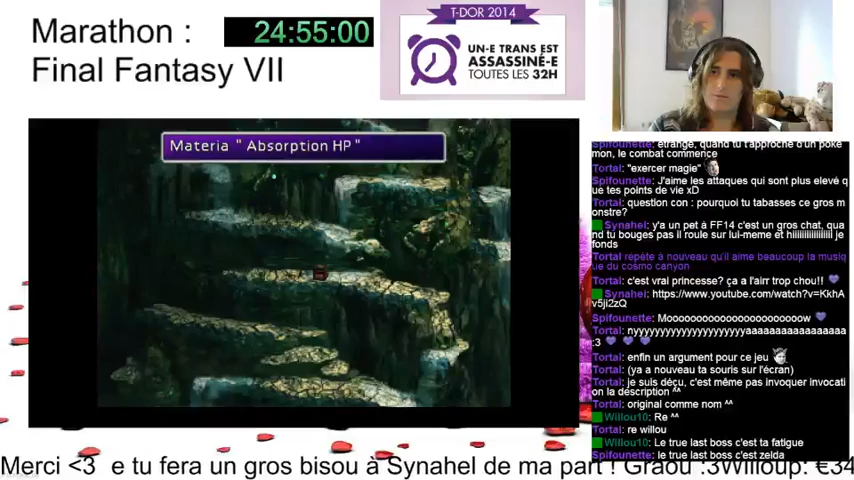 Marathon :
24:55:00
Final Fantasy VII
T-DOR 2014
UN-E TRANS EST
ASSASSINÉ-E
TOUTES LES 32H
Materia " Absorption HP "
Spifounette: étrange, quand tu t'approche d'un poké
mon, le combat commence
Tortal: "exercer magie"
Spifounette: J'aime les attaques qui sont plus elevé q
ue tes points de vie xD
Tortal: question con : pourquoi tu tabasses ce gros m
onstre?
Synahel: y'a un pet à FF14 c'est un gros chat, qua
nd tu bouges pas il roule sur lui-meme et hiiiiiiiiiiiiiiiii je
fonds
Tortal repète à nouveau qu'il aime beaucoup la musiq
ue du cosmo canyon
Tortal: c'est vrai princesse? ça a l'airr trop chou!!
Synahel: https://www.youtube.com/watch?v=KkhA
v5ji2zQ
Spifounette: Moooooooooooooooooooooow
Tortal: nyyyyyyyyyyyyyyyyyyyyaaaaaaaaaaaaaaaaa
:3
Tortal: enfin un argument pour ce jeu
Tortal: (ya a nouveau ta souris sur l'écran)
Tortal: je suis déçu, c'est même pas invoquer invocati
on la déscription ^^
Tortal: original comme nom ^^
Willou10: Re ^^
Tortal: re willou
Willou10: Le true last boss c'est ta fatigue
Spifounette: le true last boss c'est zelda
Merci <3 e tu fera un gros bisou à Synahel de ma part ! Graou :3Willoup: €34